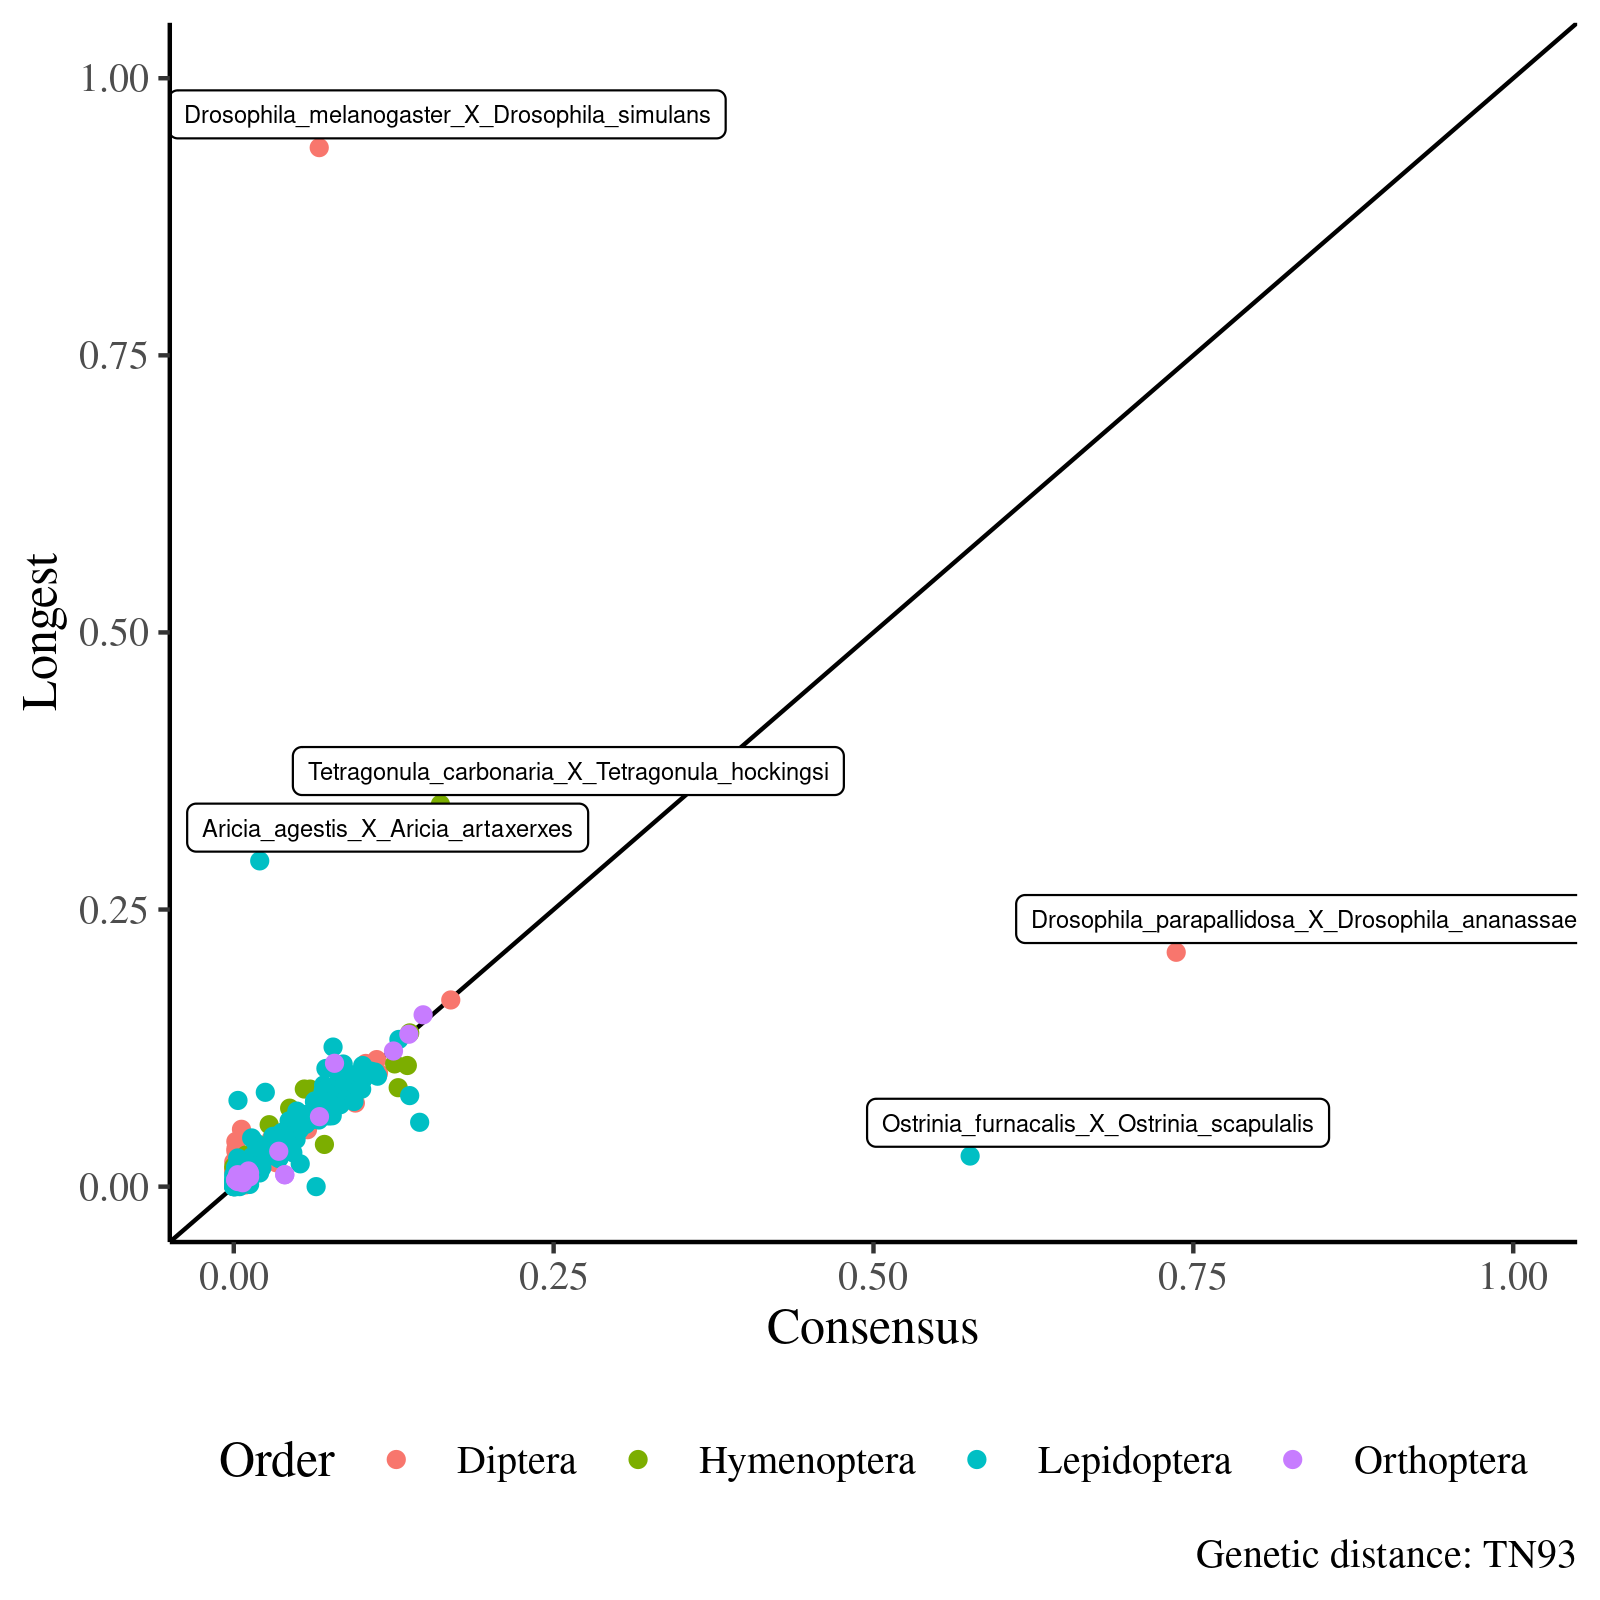 1.00
Drosophila_melanogaster_X_Drosophila_simulans
0.75
Longest
0.50
Tetragonula_carbonaria_X_Tetragonula_hockingsi
Aricia_agestis_X_Aricia_artaxerxes
0.25
Drosophila_parapallidosa_X_Drosophila_ananassae
Ostrinia_furnacalis_X_Ostrinia_scapulalis
0.00
0.00 0.25 0.50 0.75 1.00
Consensus
Order Diptera Hymenoptera Lepidoptera Orthoptera
Genetic distance: TN93